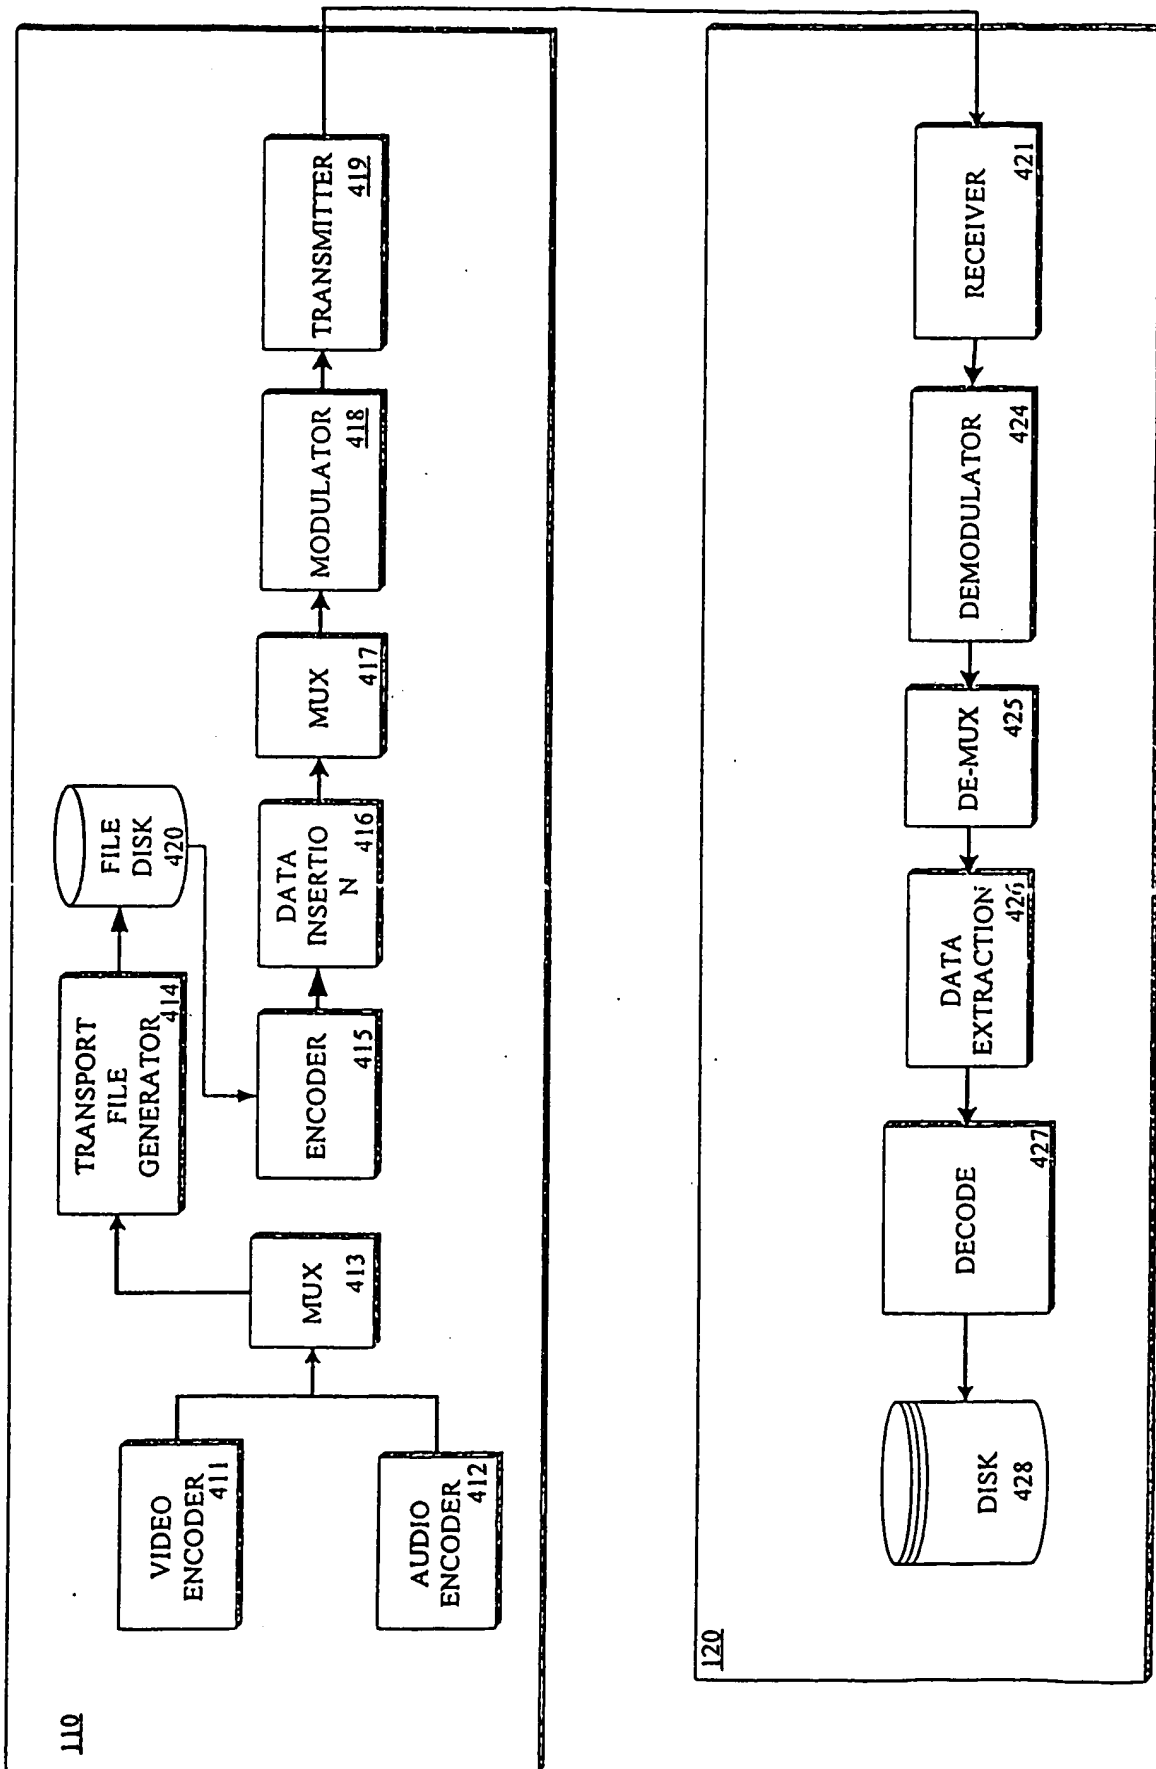 110
VIDEO
ENCODER
411
AUDIO
ENCODER
412
MUX
413
TRANSPORT
FILE
GENERATOR
414
FILE
DISK
420
ENCODER
415
DATA
INSERTIO
N
416
MUX
417
MODULATOR
418
TRANSMITTER
419
120
RECEIVER
421
DEMODULATOR
424
DE-MUX
425
DATA
EXTRACTION
426
DECODE
427
DISK
428